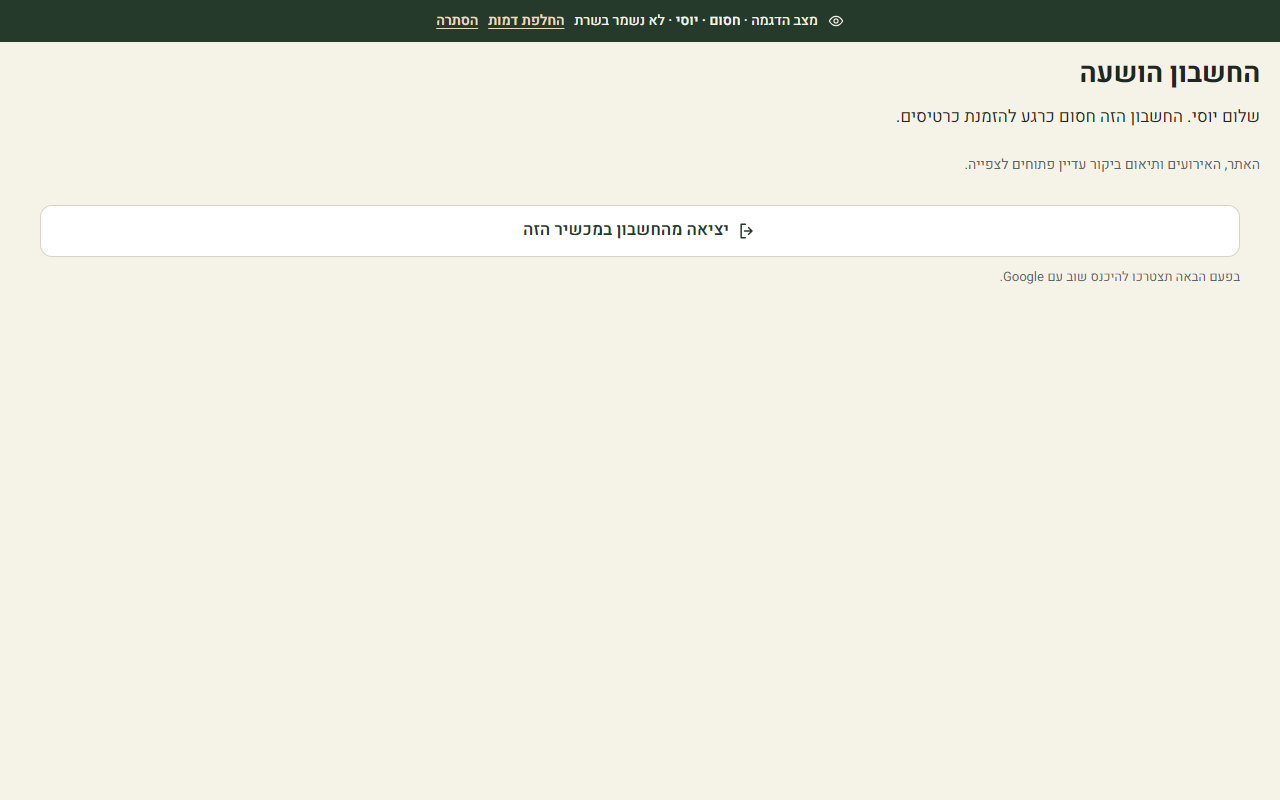 מצב הדגמה · חסום · יוסי · לא נשמר בשרת החלפת דמות הסתרה
החשבון הושעה
שלום יוסי. החשבון הזה חסום כרגע להזמנת כרטיסים.
האתר, האירועים ותיאום ביקור עדיין פתוחים לצפייה.
יציאה מהחשבון במכשיר הזה
בפעם הבאה תצטרכו להיכנס שוב עם Google.